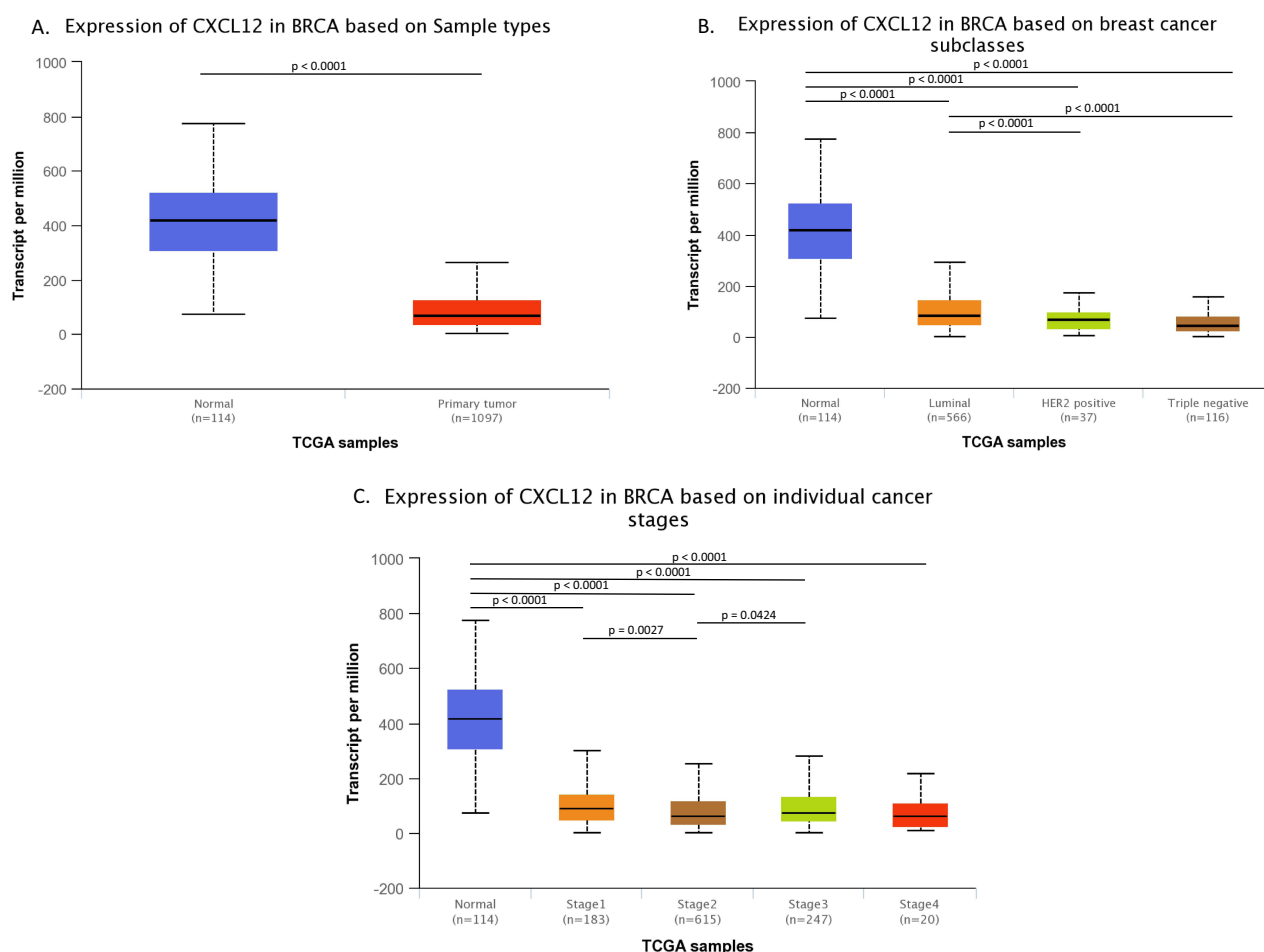 A. Expression of CXCL12 in BRCA based on Sample types
p < 0.0001
1000
800
600
400
200
0
-200
Transcript per million
Normal
(n=114)
Primary tumor
(n=1097)
TCGA samples
B. Expression of CXCL12 in BRCA based on breast cancer
subclasses
p < 0.0001
p < 0.0001
p < 0.0001
p < 0.0001
p < 0.0001
1000
800
600
400
200
0
-200
Transcript per million
Normal
(n=114)
Luminal
(n=566)
HER2 positive
(n=37)
Triple negative
(n=116)
TCGA samples
C. Expression of CXCL12 in BRCA based on individual cancer
stages
p < 0.0001
p < 0.0001
p < 0.0001
p < 0.0001
p = 0.0424
p = 0.0027
1000
800
600
400
200
0
-200
Transcript per million
Normal
(n=114)
Stage1
(n=183)
Stage2
(n=615)
Stage3
(n=247)
Stage4
(n=20)
TCGA samples